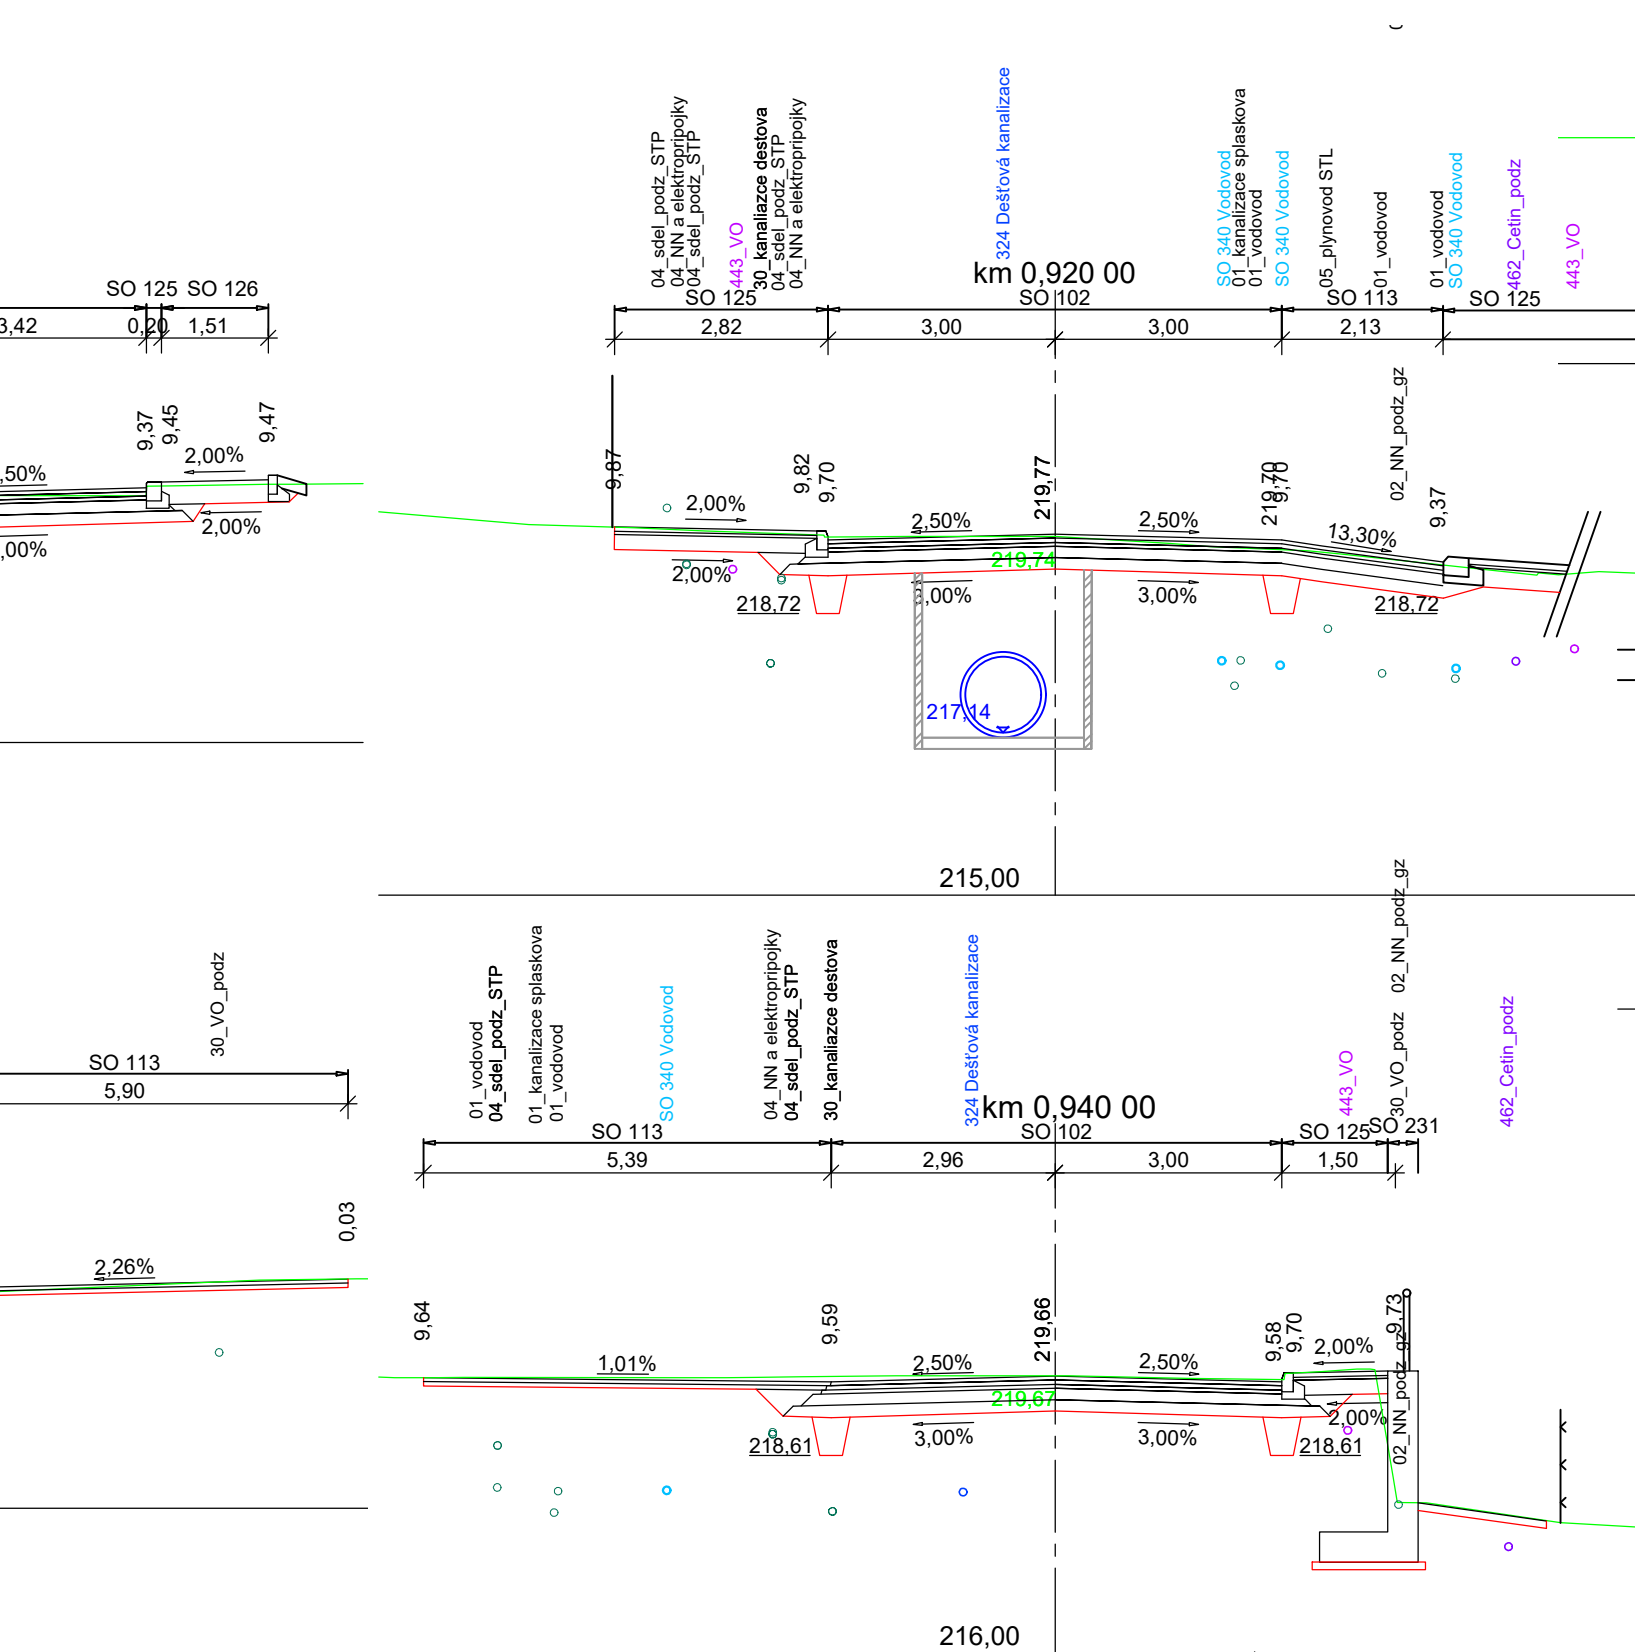 04_sdel_podz_STP
04_NN a elektropripojky
04_sdel_podz_STP
443_VO
30_kanaliazce destova
04_sdel_podz_STP
04_NN a elektropripojky
324 Dešťová kanalizace
SO 340 Vodovod
01_kanalizace splaskova
01_vodovod
SO 340 Vodovod
05_plynovod STL
01_vodovod
01_vodovod
SO 340 Vodovod
462_Cetin_podz
443_VO
km 0,920 00
SO 125 SO 126
3,42 0,20 1,51
SO 125 SO 102 SO 113 SO 125
2,82 3,00 3,00 2,13
9,37 9,45 9,47
2,00%
,50%
2,00%
,00%
02_NN_podz_gz
9,87 9,82 9,70 219,77 219,70 9,70 9,37
2,00% 2,50% 2,50% 13,30%
219,74
2,00% 3,00%
218,72 218,72
217,14
215,00
30_VO_podz
SO 113
5,90
0,03
2,26%
01_vodovod
04_sdel_podz_STP
01_kanalizace splaskova
01_vodovod
SO 340 Vodovod
04_NN a elektropripojky
04_sdel_podz_STP
30_kanaliazce destova
324 Dešťová kanalizace
443_VO
30_VO_podz
02_NN_podz_gz
462_Cetin_podz
km 0,940 00
SO 113 SO 102 SO 125 SO 231
5,39 2,96 3,00 1,50
9,64 9,59 219,66 9,58 9,70 9,73
1,01% 2,50% 2,50% 2,00%
219,67
02_NN_podz_gz
3,00% 3,00% 2,00%
218,61 218,61
216,00